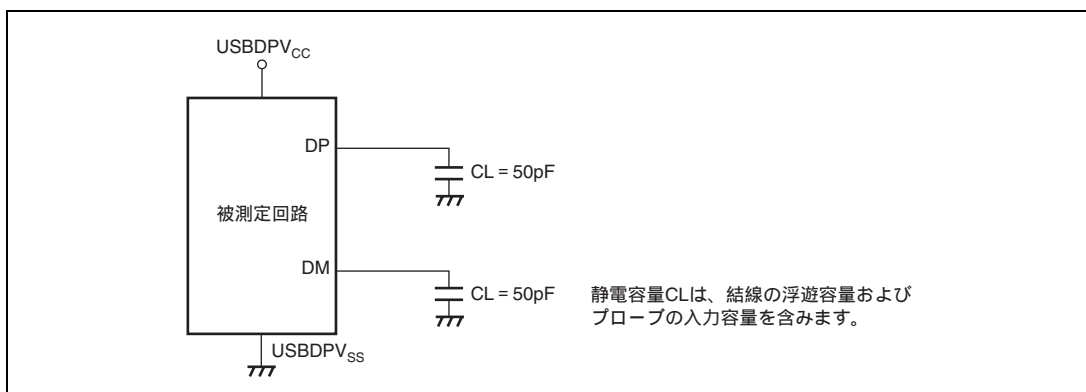 USBDPVCC
DP
CL = 50pF
被測定回路
DM
CL = 50pF
静電容量CLは、結線の浮遊容量および
プローブの入力容量を含みます。
USBDPVSS